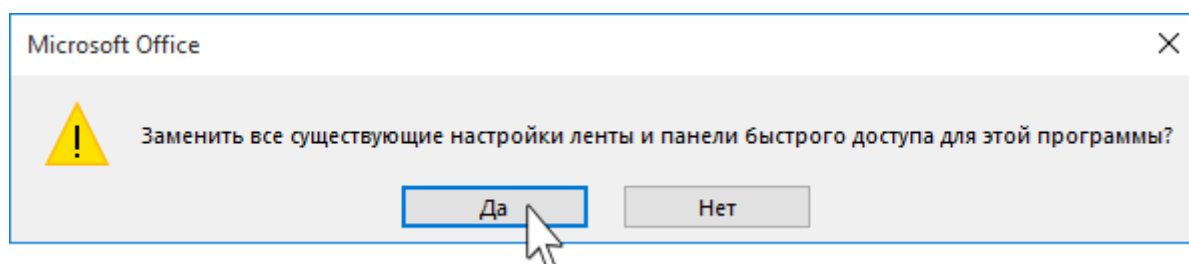 Microsoft Office
Заменить все существующие настройки ленты и панели быстрого доступа для этой программы?
Да
Нет